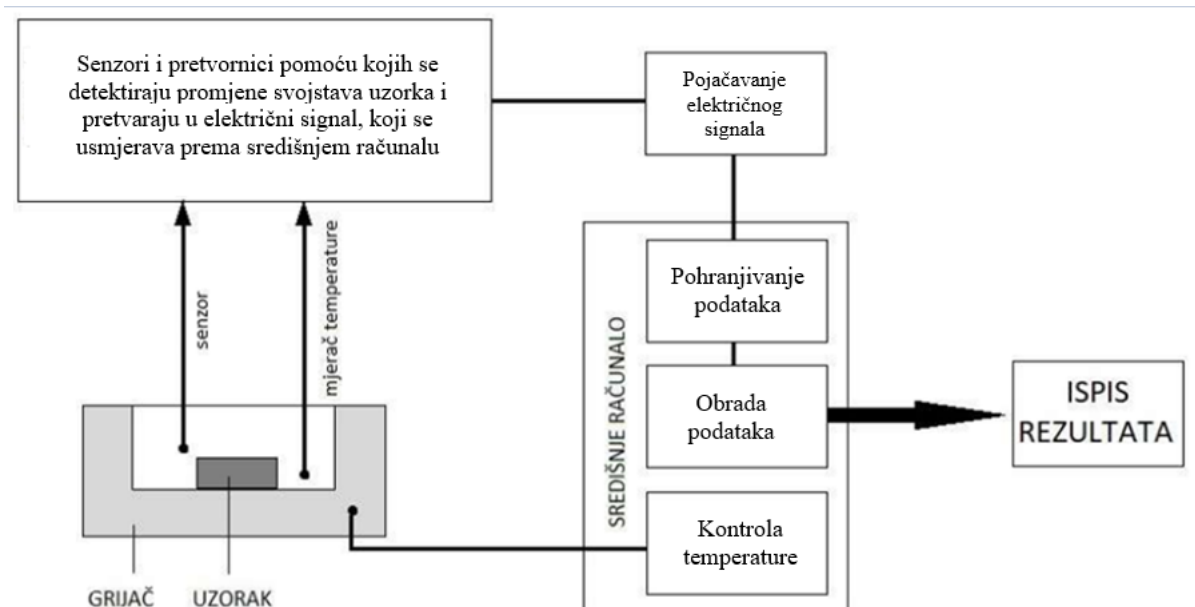 Senzori i pretvornici pomoću kojih se
detektiraju promjene svojstava uzorka i
pretvaraju u električni signal, koji se
usmjerava prema središnjem računalu
Pojačavanje
električnog
signala
senzor
mjerač temperature
SREDIŠNJE RAČUNALO
Pohranjivanje
podataka
Obrada
podataka
Kontrola
temperature
ISPIS
REZULTATA
GRIJAČ
UZORAK